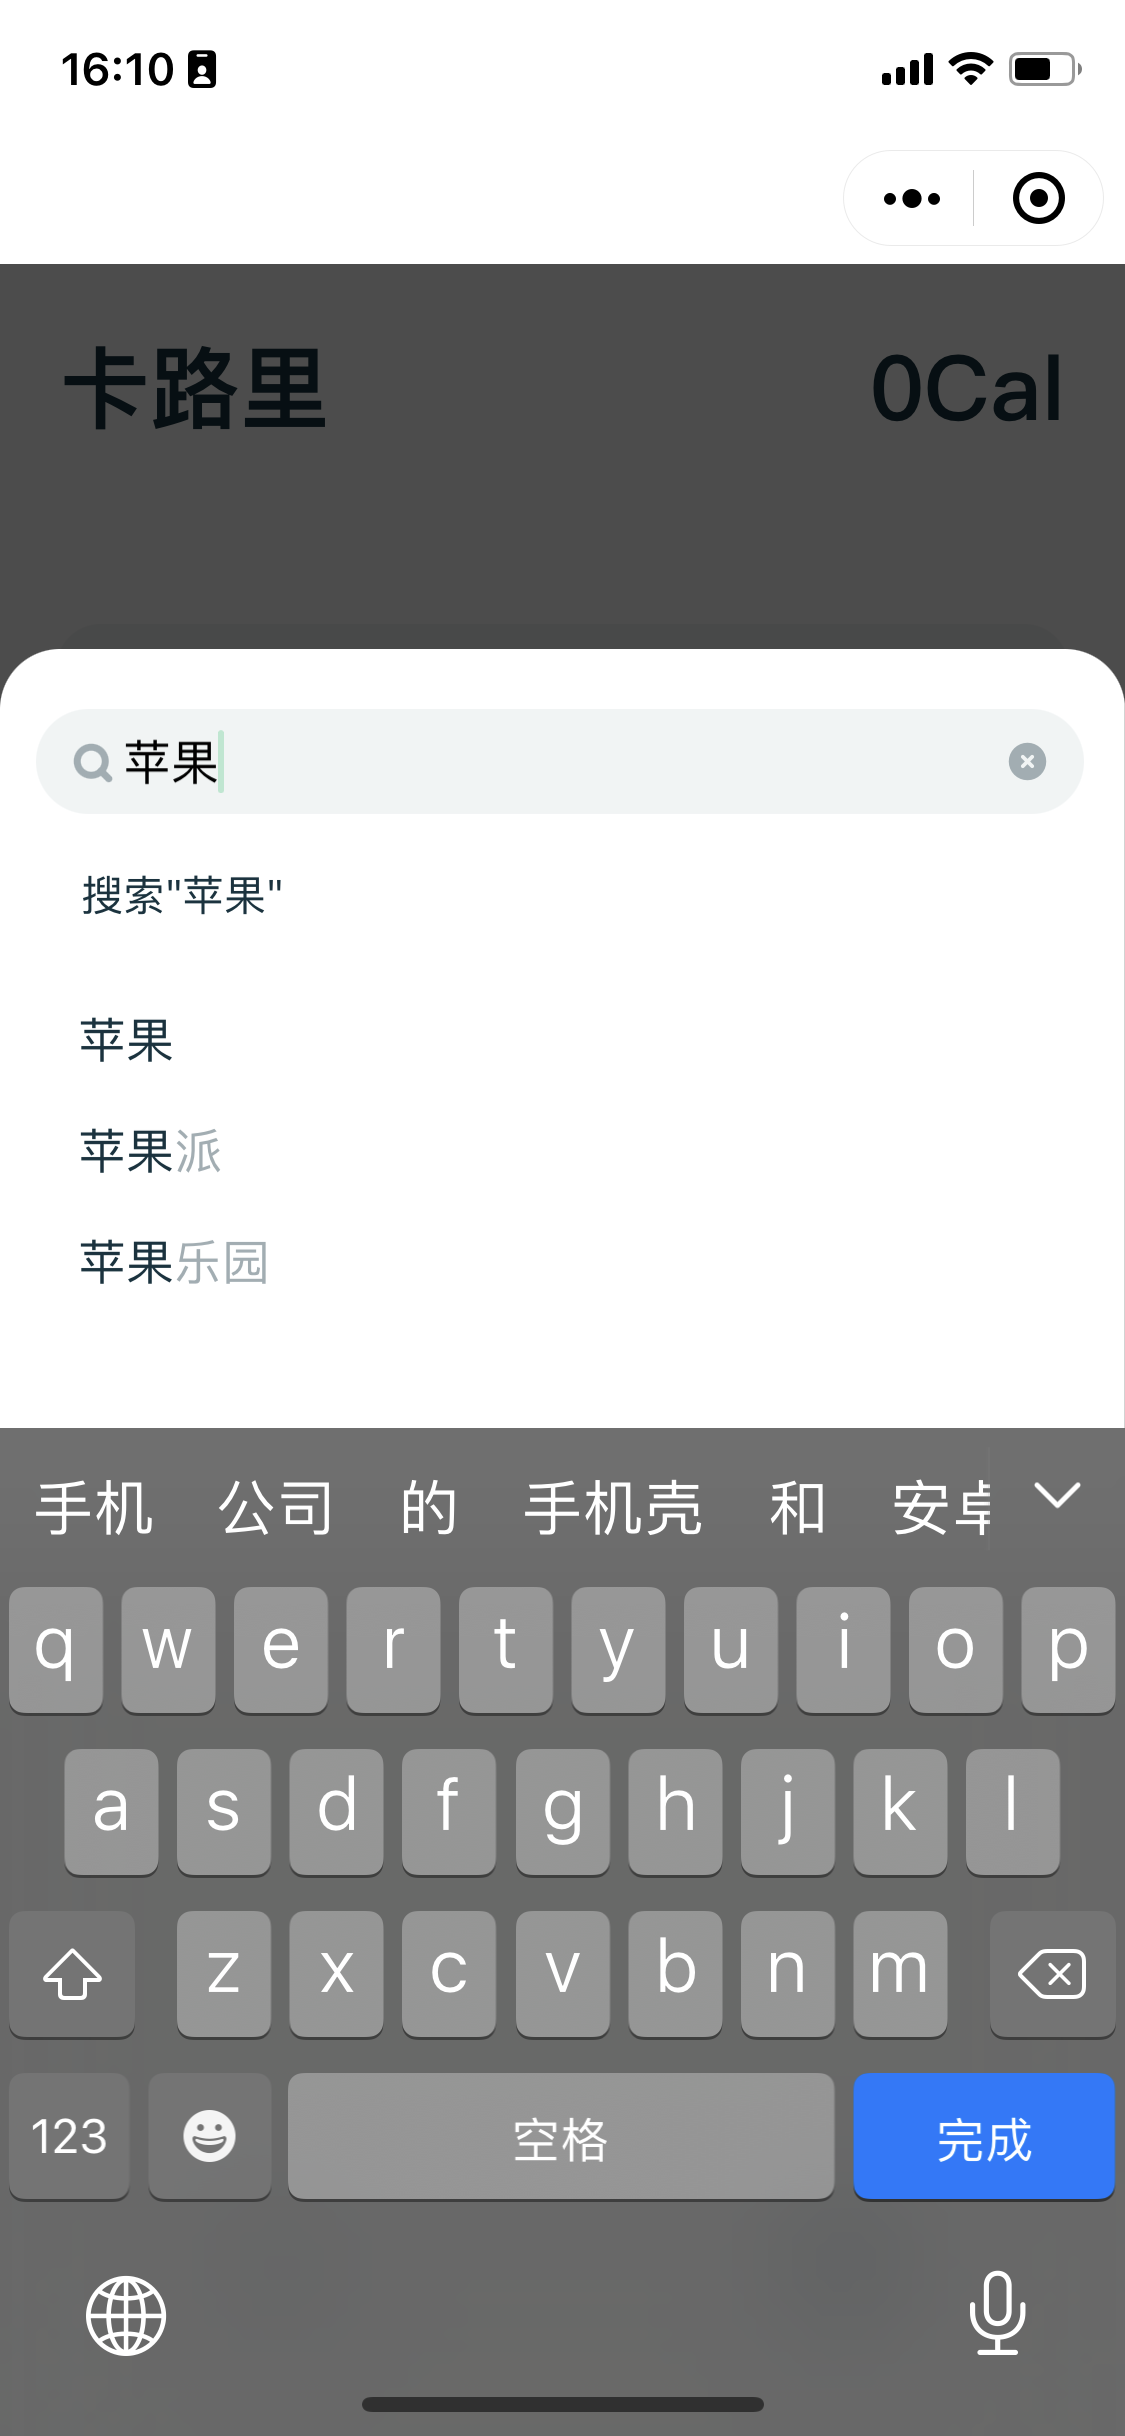 16:10
卡路里 0Cal
苹果
搜索"苹果"
苹果
苹果派
苹果乐园
手机 公司 的 手机壳 和 安卓
q w e r t y u i o p
a s d f g h j k l
z x c v b n m
123 空格 完成